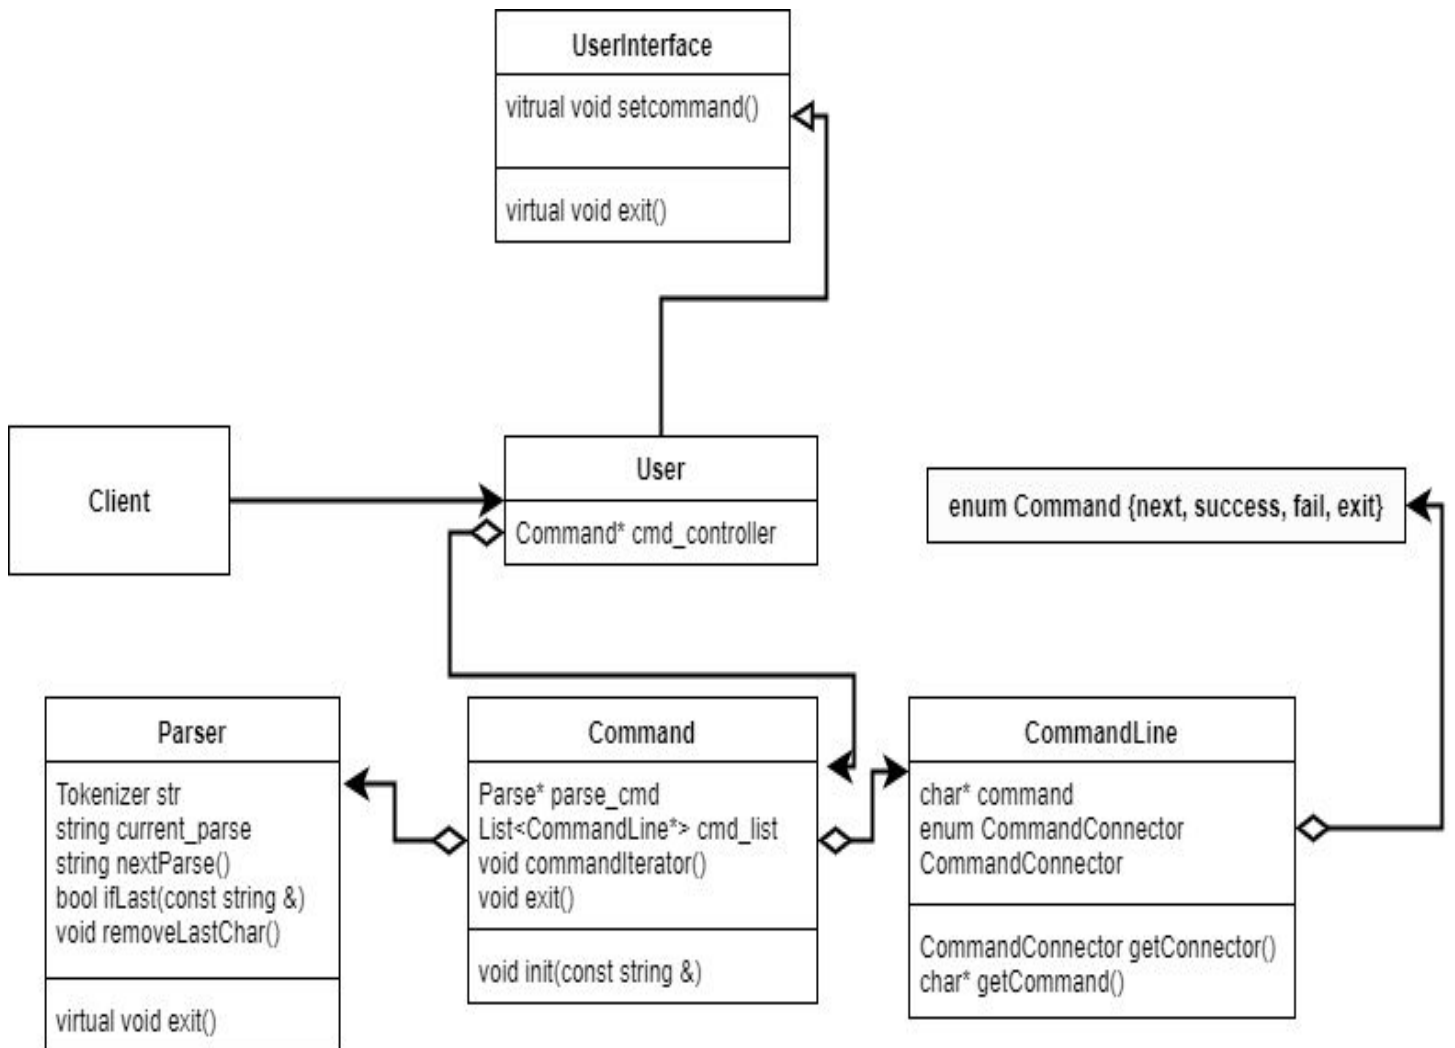 UserInterface
vitrual void setcommand()
virtual void exit()
Client
User
Command* cmd_controller
enum Command {next, success, fail, exit}
Parser
Tokenizer str
string current_parse
string nextParse()
bool ifLast(const string &)
void removeLastChar()
virtual void exit()
Command
Parse* parse_cmd
List<CommandLine*> cmd_list
void commandIterator()
void exit()
void init(const string &)
CommandLine
char* command
enum CommandConnector
CommandConnector
CommandConnector getConnector()
char* getCommand()